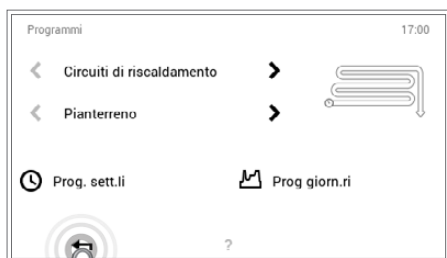 Programmi 17:00
Circuiti di riscaldamento
Pianterreno
Prog. sett.li Prog giorn.ri
?